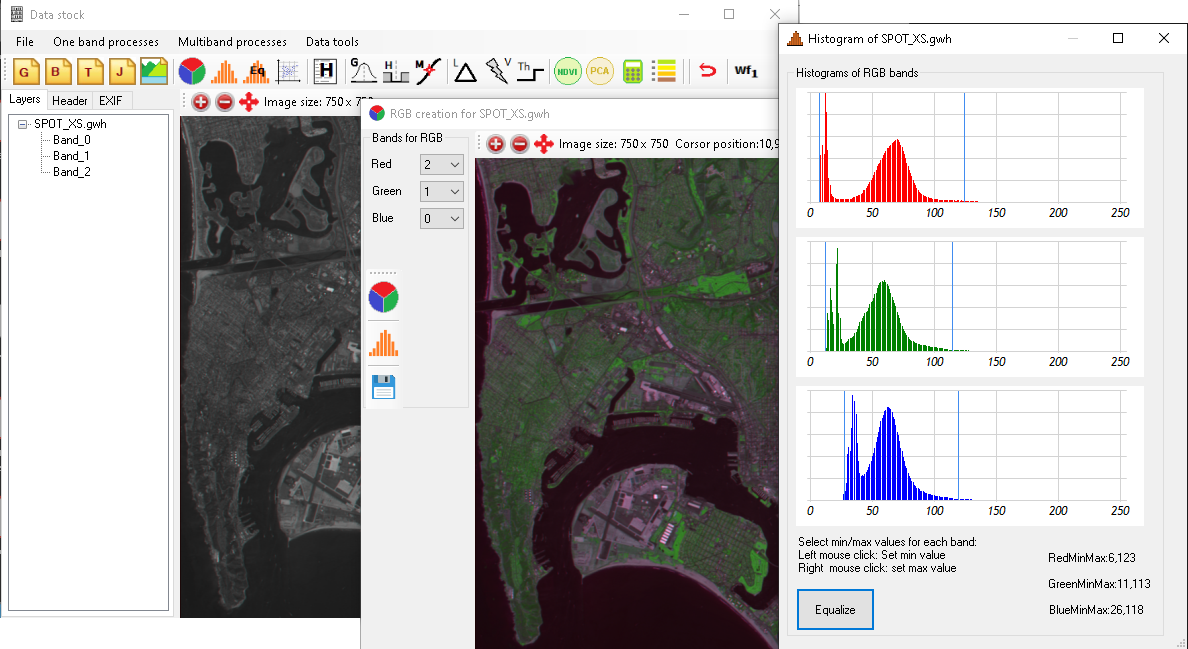 Data stock
File One band processes Multiband processes Data tools
G B T J Eq H G H L M L V Th NDVI PCA Wf1
Layers Header EXIF
Image size: 750 x
SPOT_XS.gwh
Band_0
Band_1
Band_2
RGB creation for SPOT_XS.gwh
Bands for RGB
Red 2
Green 1
Blue 0
Image size: 750 x 750 Corsor position:10,9
Histogram of SPOT_XS.gwh
Histograms of RGB bands
0 50 100 150 200 250
0 50 100 150 200 250
0 50 100 150 200 250
Select min/max values for each band:
Left mouse click: Set min value
Right mouse click: set max value
Equalize
RedMinMax:6,123
GreenMinMax:11,113
BlueMinMax:26,118